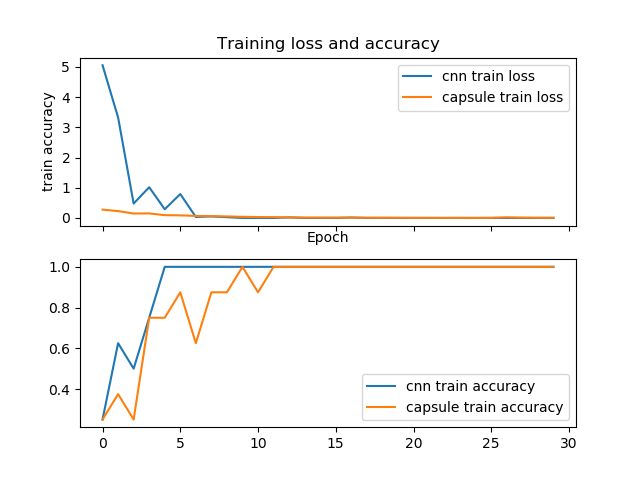 Training loss and accuracy
train accuracy
5
4
3
2
1
0
cnn train loss
capsule train loss
Epoch
1.0
0.8
0.6
0.4
cnn train accuracy
capsule train accuracy
0 5 10 15 20 25 30